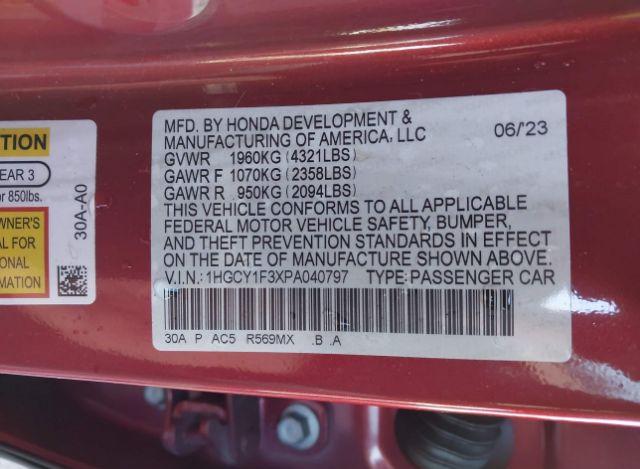 TION
EAR 3
or 850lbs.
OWNER'S
AL FOR
ONAL
MATION
30A-A0
MFD. BY HONDA DEVELOPMENT &
MANUFACTURING OF AMERICA, LLC 06/'23
GVWR 1960KG (4321LBS)
GAWR F 1070KG (2358LBS)
GAWR R 950KG (2094LBS)
THIS VEHICLE CONFORMS TO ALL APPLICABLE
FEDERAL MOTOR VEHICLE SAFETY, BUMPER,
AND THEFT PREVENTION STANDARDS IN EFFECT
ON THE DATE OF MANUFACTURE SHOWN ABOVE.
V.I.N.: 1HGCY1F3XPA040797 TYPE: PASSENGER CAR
30A P AC5 R569MX .B .A